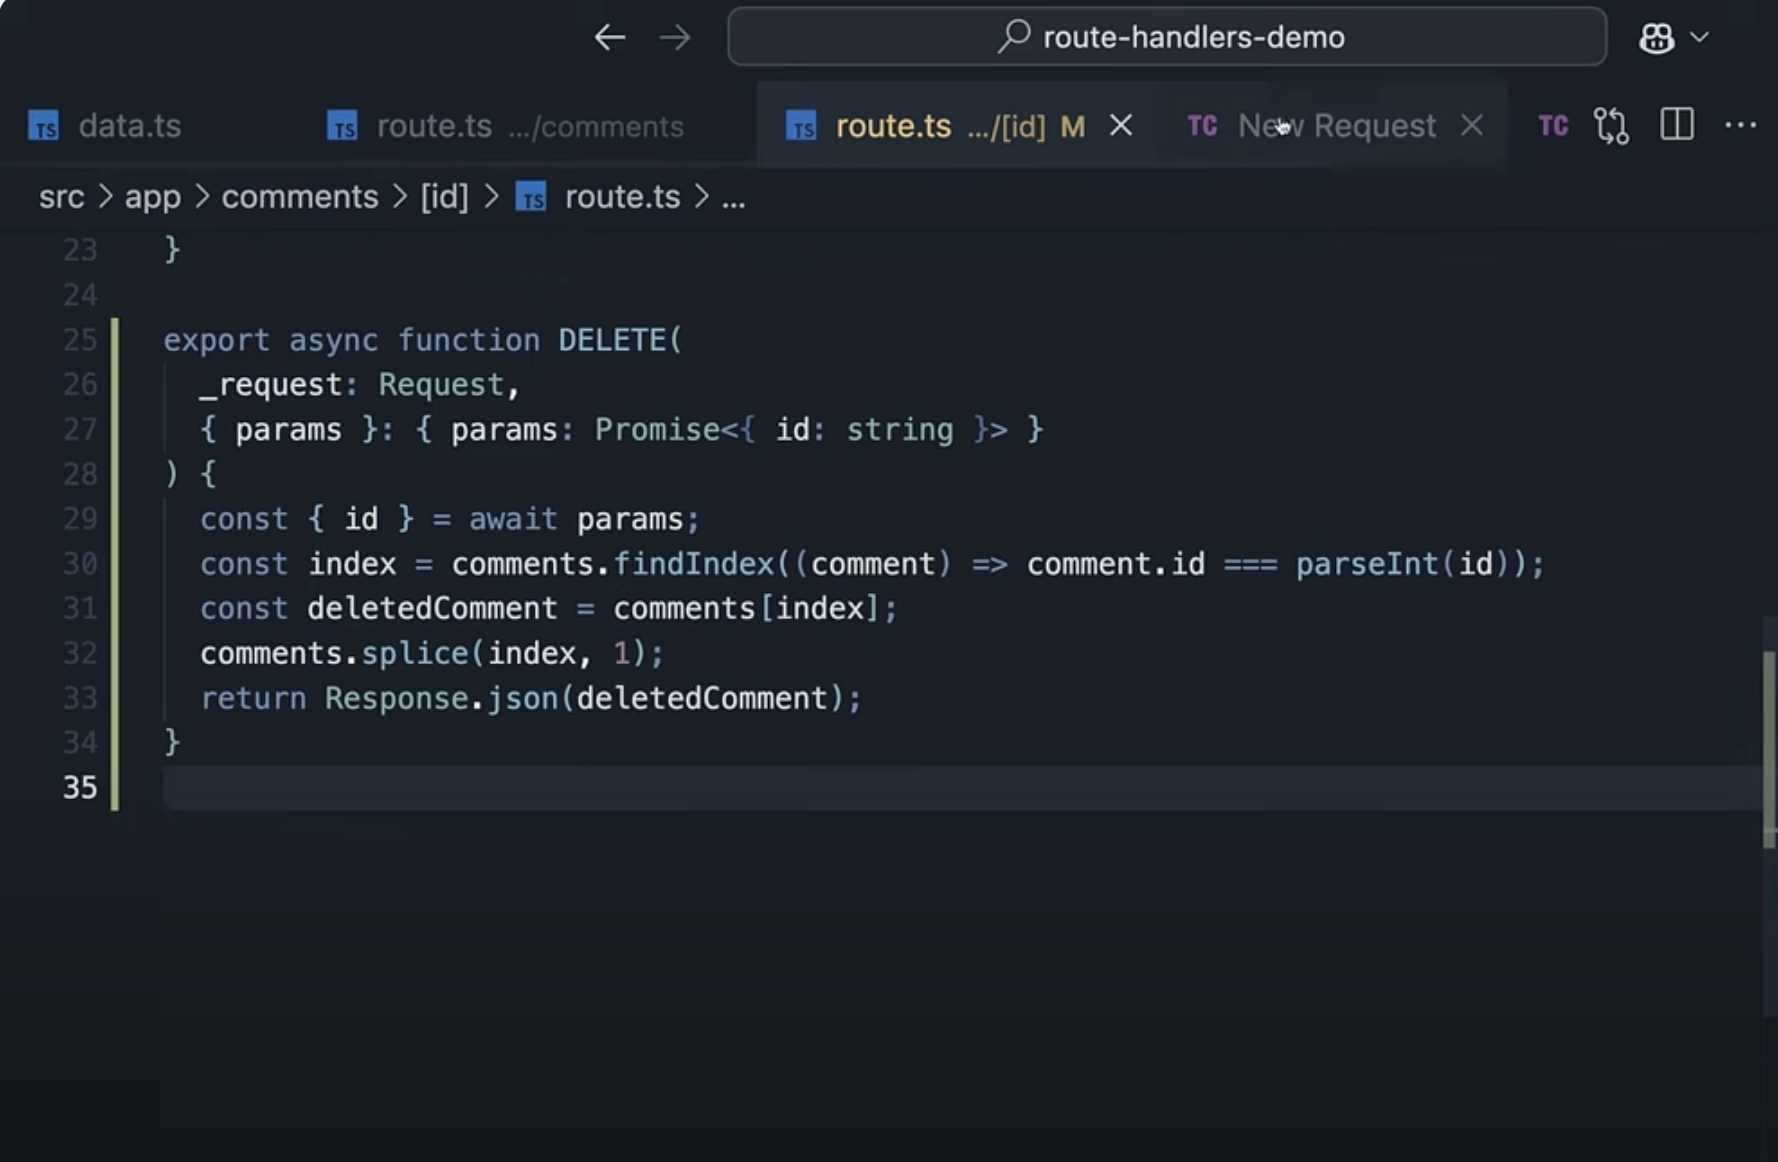 route-handlers-demo
TS data.ts TS route.ts .../comments TS route.ts .../[id] M TC New Request TC
src > app > comments > [id] > TS route.ts > ...
23 }
24
25 export async function DELETE(
26   _request: Request,
27   { params }: { params: Promise<{ id: string }> }
28 ) {
29   const { id } = await params;
30   const index = comments.findIndex((comment) => comment.id === parseInt(id));
31   const deletedComment = comments[index];
32   comments.splice(index, 1);
33   return Response.json(deletedComment);
34 }
35